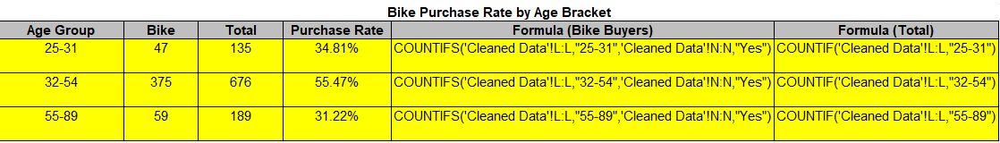 Bike Purchase Rate by Age Bracket
Age Group Bike Total Purchase Rate Formula (Bike Buyers) Formula (Total)
25-31 47 135 34.81% COUNTIFS('Cleaned Data'!L:L,"25-31",'Cleaned Data'!N:N,"Yes") COUNTIF('Cleaned Data'!L:L,"25-31")
32-54 375 676 55.47% COUNTIFS('Cleaned Data'!L:L,"32-54",'Cleaned Data'!N:N,"Yes") COUNTIF('Cleaned Data'!L:L,"32-54")
55-89 59 189 31.22% COUNTIFS('Cleaned Data'!L:L,"55-89",'Cleaned Data'!N:N,"Yes") COUNTIF('Cleaned Data'!L:L,"55-89")